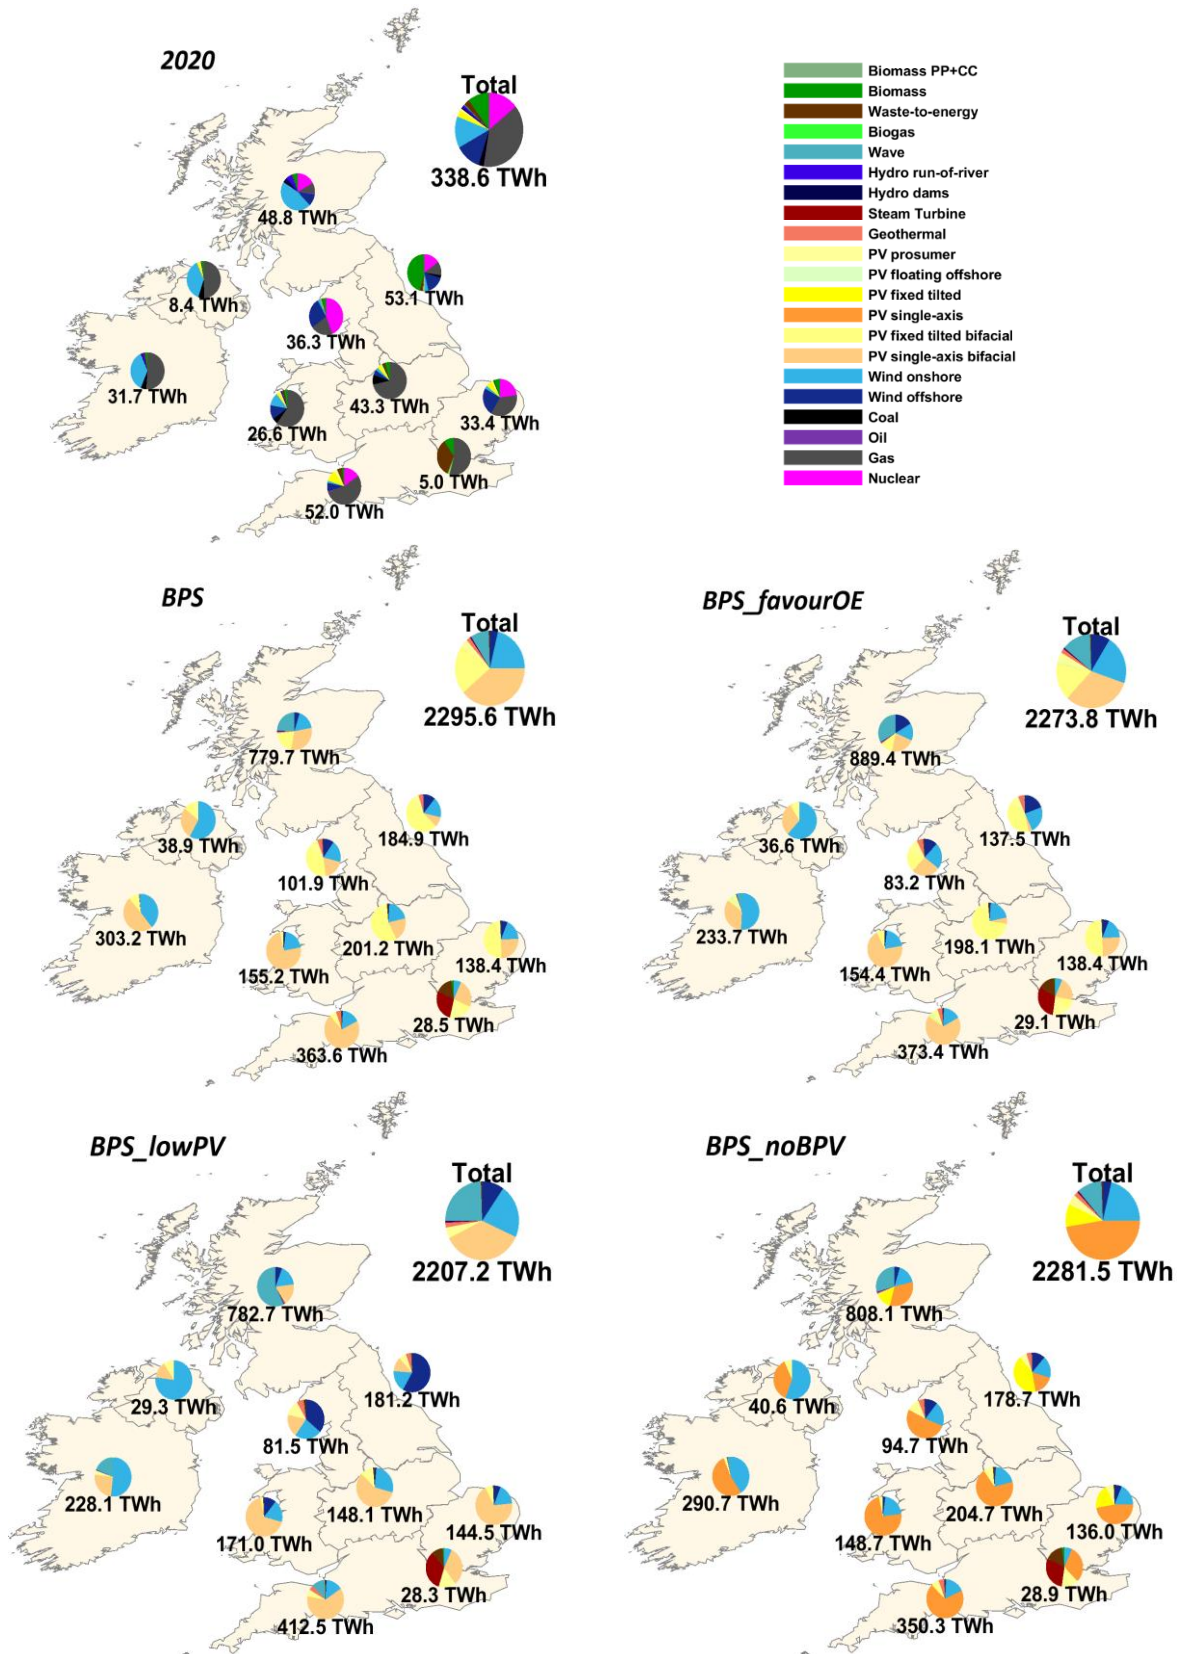 2020
Total
338.6 TWh
48.8 TWh
8.4 TWh
53.1 TWh
36.3 TWh
31.7 TWh
43.3 TWh
26.6 TWh
33.4 TWh
5.0 TWh
52.0 TWh
Biomass PP+CC
Biomass
Waste-to-energy
Biogas
Wave
Hydro run-of-river
Hydro dams
Steam Turbine
Geothermal
PV prosumer
PV floating offshore
PV fixed tilted
PV single-axis
PV fixed tilted bifacial
PV single-axis bifacial
Wind onshore
Wind offshore
Coal
Oil
Gas
Nuclear
BPS
Total
2295.6 TWh
779.7 TWh
38.9 TWh
184.9 TWh
101.9 TWh
303.2 TWh
201.2 TWh
155.2 TWh
138.4 TWh
28.5 TWh
363.6 TWh
BPS_favourOE
Total
2273.8 TWh
889.4 TWh
36.6 TWh
137.5 TWh
83.2 TWh
233.7 TWh
198.1 TWh
154.4 TWh
138.4 TWh
29.1 TWh
373.4 TWh
BPS_lowPV
Total
2207.2 TWh
782.7 TWh
29.3 TWh
181.2 TWh
81.5 TWh
228.1 TWh
148.1 TWh
171.0 TWh
144.5 TWh
28.3 TWh
412.5 TWh
BPS_noBPV
Total
2281.5 TWh
808.1 TWh
40.6 TWh
178.7 TWh
94.7 TWh
290.7 TWh
204.7 TWh
148.7 TWh
136.0 TWh
28.9 TWh
350.3 TWh